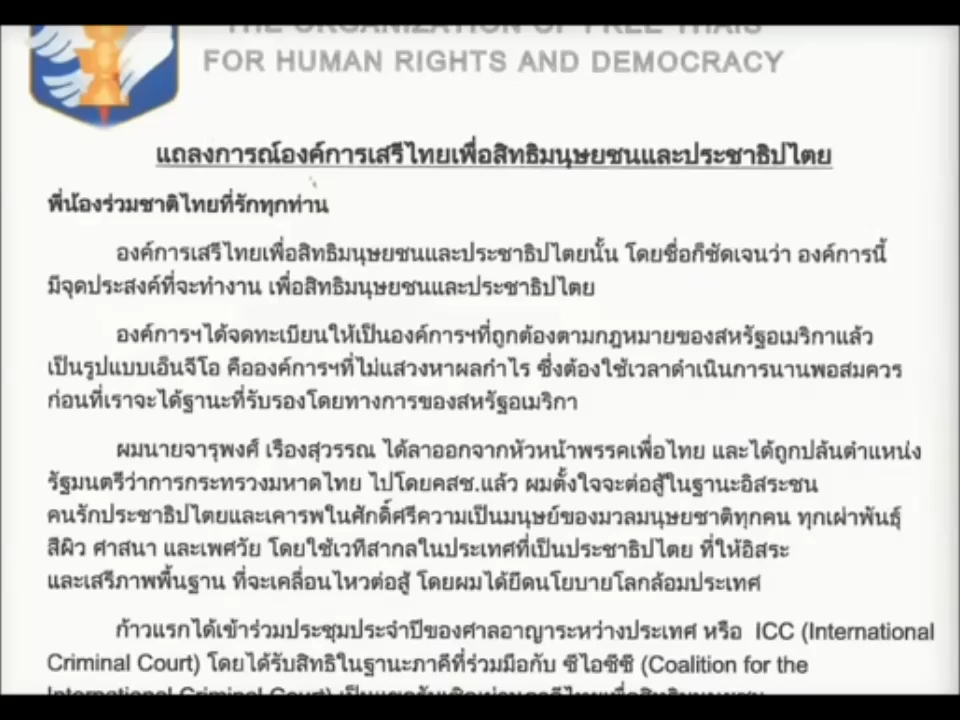 THE ORGANIZATION OF FREE THAIS
FOR HUMAN RIGHTS AND DEMOCRACY
แถลงการณ์องค์การเสรีไทยเพื่อสิทธิมนุษยชนและประชาธิปไตย
พี่น้องร่วมชาติไทยที่รักทุกท่าน
องค์การเสรีไทยเพื่อสิทธิมนุษยชนและประชาธิปไตยนั้น โดยชื่อก็ชัดเจนว่า องค์การนี้
มีจุดประสงค์ที่จะทำงาน เพื่อสิทธิมนุษยชนและประชาธิปไตย
องค์การฯได้จดทะเบียนให้เป็นองค์การฯที่ถูกต้องตามกฎหมายของสหรัฐอเมริกาแล้ว
เป็นรูปแบบเอ็นจีโอ คือองค์การฯที่ไม่แสวงหาผลกำไร ซึ่งต้องใช้เวลาดำเนินการนานพอสมควร
ก่อนที่เราจะได้ฐานะที่รับรองโดยทางการของสหรัฐอเมริกา
ผมนายจารุพงศ์ เรืองสุวรรณ ได้ลาออกจากหัวหน้าพรรคเพื่อไทย และได้ถูกปล้นตำแหน่ง
รัฐมนตรีว่าการกระทรวงมหาดไทย ไปโดยคสช.แล้ว ผมตั้งใจจะต่อสู้ในฐานะอิสระชน
คนรักประชาธิปไตยและเคารพในศักดิ์ศรีความเป็นมนุษย์ของมวลมนุษยชาติทุกคน ทุกเผ่าพันธุ์
สีผิว ศาสนา และเพศวัย โดยใช้เวทีสากลในประเทศที่เป็นประชาธิปไตย ที่ให้อิสระ
และเสรีภาพพื้นฐาน ที่จะเคลื่อนไหวต่อสู้ โดยผมได้ยึดนโยบายโลกล้อมประเทศ
ก้าวแรกได้เข้าร่วมประชุมประจำปีของศาลอาญาระหว่างประเทศ หรือ ICC (International
Criminal Court) โดยได้รับสิทธิในฐานะภาคีที่ร่วมมือกับ ซีไอซีซี (Coalition for the
International Criminal Court)